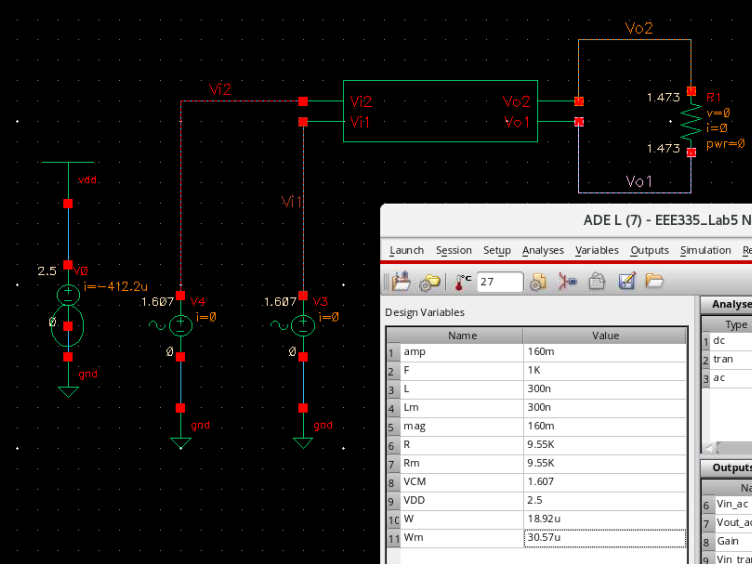 Vo2
Vi2
Vi2
Vo2
1.473
R1
v=0
i=0
pwr=0
Vi1
Vo1
1.473
Vo1
vdd
Vi1
2.5
V0
i=-412.2u
0
gnd
1.607
V4
i=0
0
gnd
1.607
V3
i=0
0
gnd
ADE L (7) - EEE335_Lab5 N
Launch Session Setup Analyses Variables Outputs Simulation Re
°C 27
Design Variables
Name Value
1 amp 160m
2 F 1K
3 L 300n
4 Lm 300n
5 mag 160m
6 R 9.55K
7 Rm 9.55K
8 VCM 1.607
9 VDD 2.5
10 W 18.92u
11 Wm 30.57u
Analyse
Type
1 dc
2 tran
3 ac
Outputs
Na
6 Vin_ac
7 Vout_ac
8 Gain
9 Vin tran